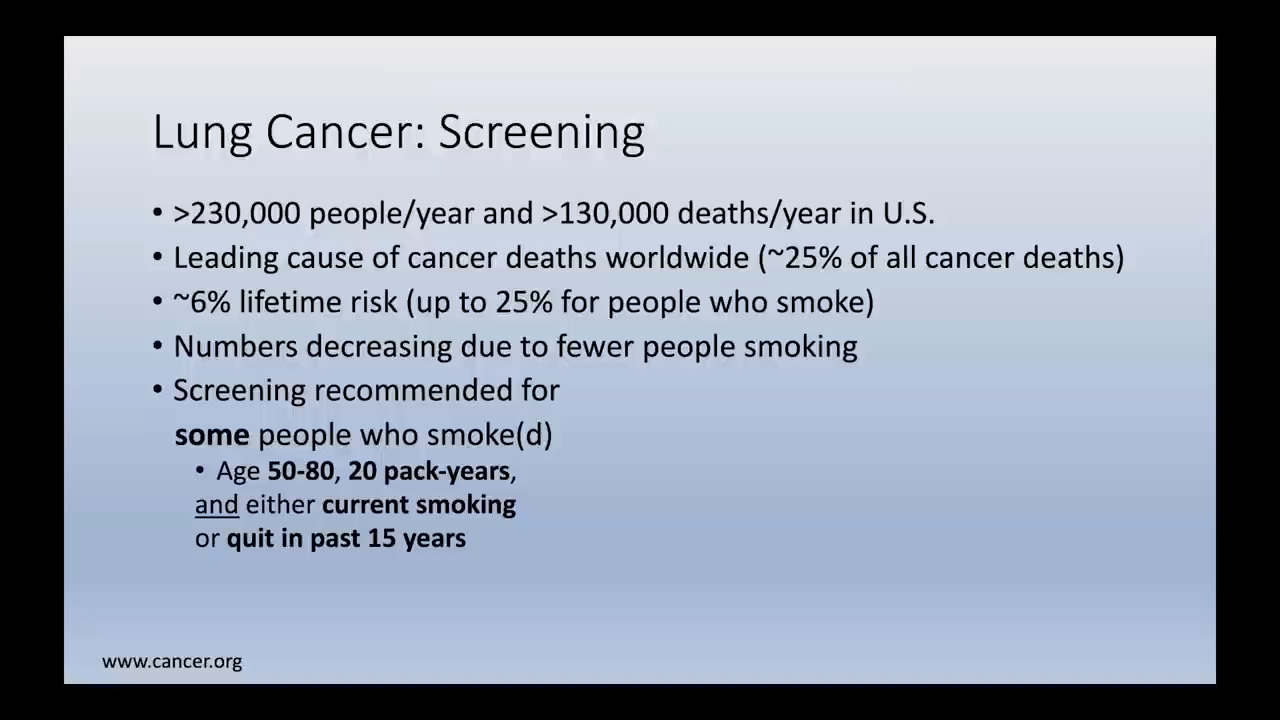 Lung Cancer: Screening
• >230,000 people/year and >130,000 deaths/year in U.S.
• Leading cause of cancer deaths worldwide (~25% of all cancer deaths)
• ~6% lifetime risk (up to 25% for people who smoke)
• Numbers decreasing due to fewer people smoking
• Screening recommended for
some people who smoke(d)
• Age 50-80, 20 pack-years,
and either current smoking
or quit in past 15 years
www.cancer.org